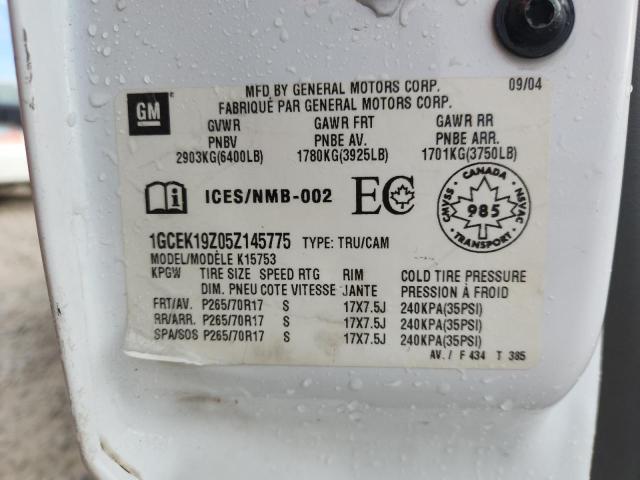 MFD BY GENERAL MOTORS CORP. 09/04
FABRIQUÉ PAR GENERAL MOTORS CORP.
GM
GVWR GAWR FRT GAWR RR
PNBV PNBE AV. PNBE ARR.
2903KG(6400LB) 1780KG(3925LB) 1701KG(3750LB)
ICES/NMB-002 EC
CANADA
CMVSS 985 NSVAC
TRANSPORT
1GCEK19Z05Z145775 TYPE: TRU/CAM
MODEL/MODÈLE K15753
KPGW TIRE SIZE SPEED RTG RIM COLD TIRE PRESSURE
DIM. PNEU COTE VITESSE JANTE PRESSION À FROID
FRT/AV. P265/70R17 S 17X7.5J 240KPA(35PSI)
RR/ARR. P265/70R17 S 17X7.5J 240KPA(35PSI)
SPA/SOS P265/70R17 S 17X7.5J 240KPA(35PSI)
AV. / F 434 T 385